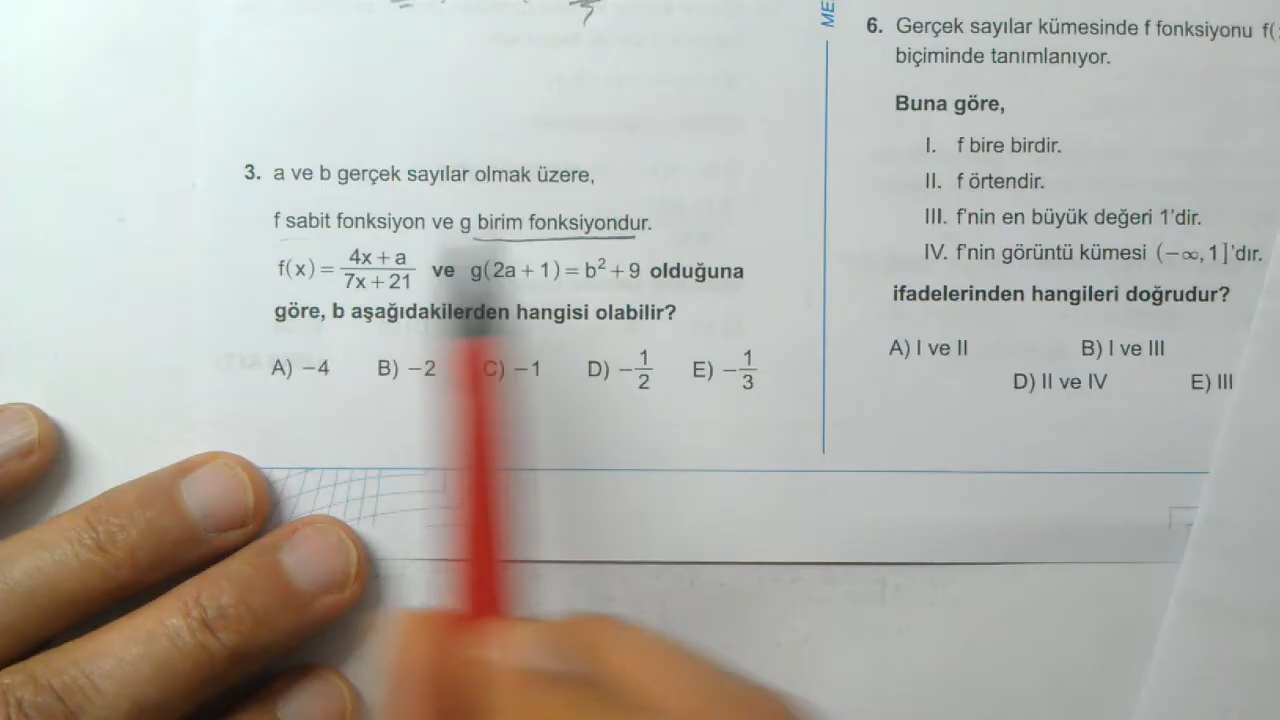 3. a ve b gerçek sayılar olmak üzere,
f sabit fonksiyon ve g birim fonksiyondur.
f(x) = (4x + a)/(7x + 21) ve g(2a + 1) = b² + 9 olduğuna
göre, b aşağıdakilerden hangisi olabilir?
A) −4 B) −2 C) −1 D) −1/2 E) −1/3
ME
6. Gerçek sayılar kümesinde f fonksiyonu f(
biçiminde tanımlanıyor.
Buna göre,
I. f bire birdir.
II. f örtendir.
III. f'nin en büyük değeri 1'dir.
IV. f'nin görüntü kümesi (−∞, 1]'dır.
ifadelerinden hangileri doğrudur?
A) I ve II B) I ve III
D) II ve IV E) III